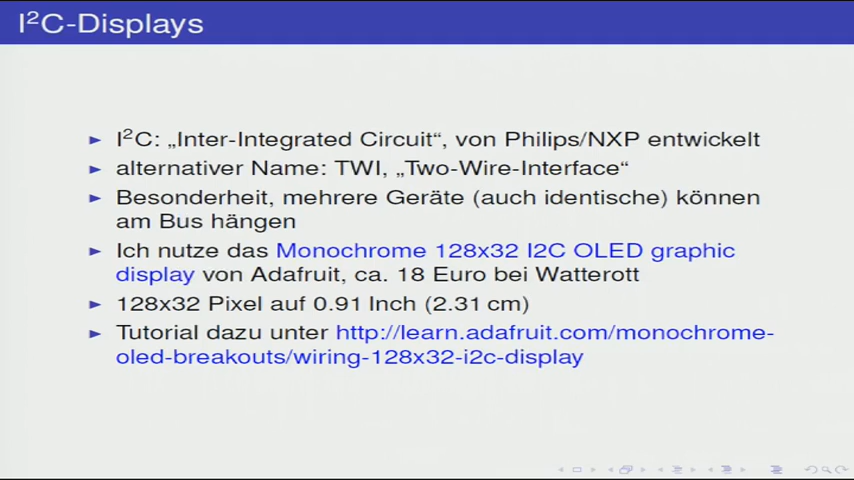 I²C-Displays
I²C: „Inter-Integrated Circuit“, von Philips/NXP entwickelt
alternativer Name: TWI, „Two-Wire-Interface“
Besonderheit, mehrere Geräte (auch identische) können
am Bus hängen
Ich nutze das Monochrome 128x32 I2C OLED graphic
display von Adafruit, ca. 18 Euro bei Watterott
128x32 Pixel auf 0.91 Inch (2.31 cm)
Tutorial dazu unter http://learn.adafruit.com/monochrome-
oled-breakouts/wiring-128x32-i2c-display